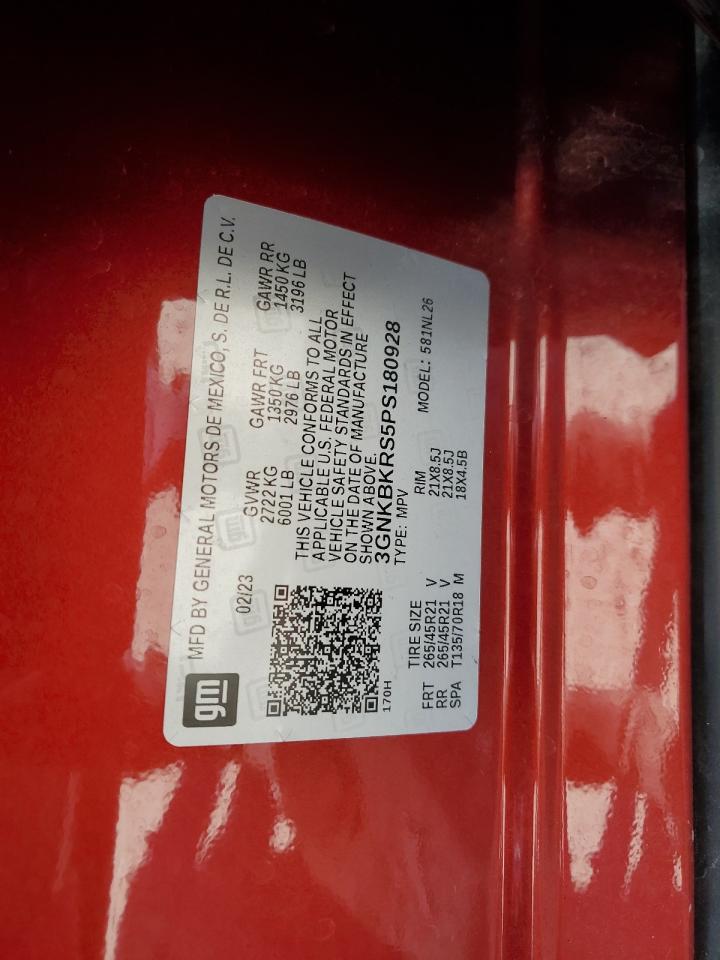 gm MFD BY GENERAL MOTORS DE MEXICO, S. DE R.L. DE C.V.
02/23 GVWR GAWR FRT GAWR RR
2722 KG 1350 KG 1450 KG
6001 LB 2976 LB 3196 LB
THIS VEHICLE CONFORMS TO ALL
APPLICABLE U.S. FEDERAL MOTOR
VEHICLE SAFETY STANDARDS IN EFFECT
ON THE DATE OF MANUFACTURE
SHOWN ABOVE.
3GNKBKRS5PS180928
170H TYPE: MPV MODEL: 581NL26
TIRE SIZE RIM
FRT 265/45R21 V 21X8.5J
RR 265/45R21 V 21X8.5J
SPA T135/70R18 M 18X4.5B